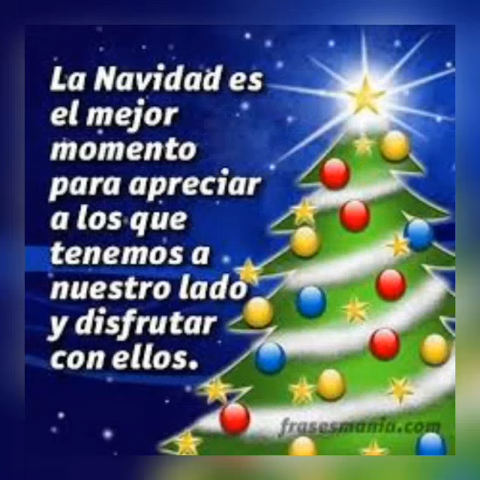 La Navidad es
el mejor
momento
para apreciar
a los que
tenemos a
nuestro lado
y disfrutar
con ellos.
frasesmania.com